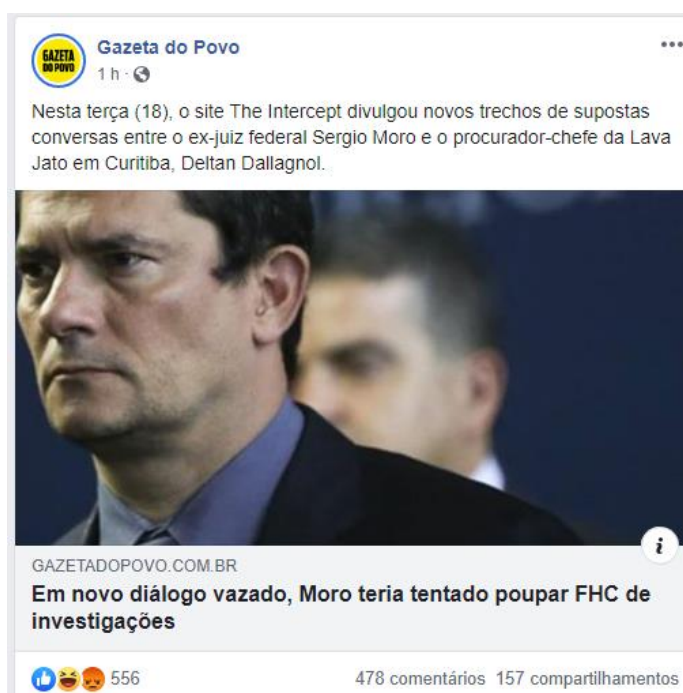 GAZETA
DO POVO
Gazeta do Povo
1 h ·
Nesta terça (18), o site The Intercept divulgou novos trechos de supostas
conversas entre o ex-juiz federal Sergio Moro e o procurador-chefe da Lava
Jato em Curitiba, Deltan Dallagnol.
i
GAZETADOPOVO.COM.BR
Em novo diálogo vazado, Moro teria tentado poupar FHC de
investigações
556 478 comentários 157 compartilhamentos